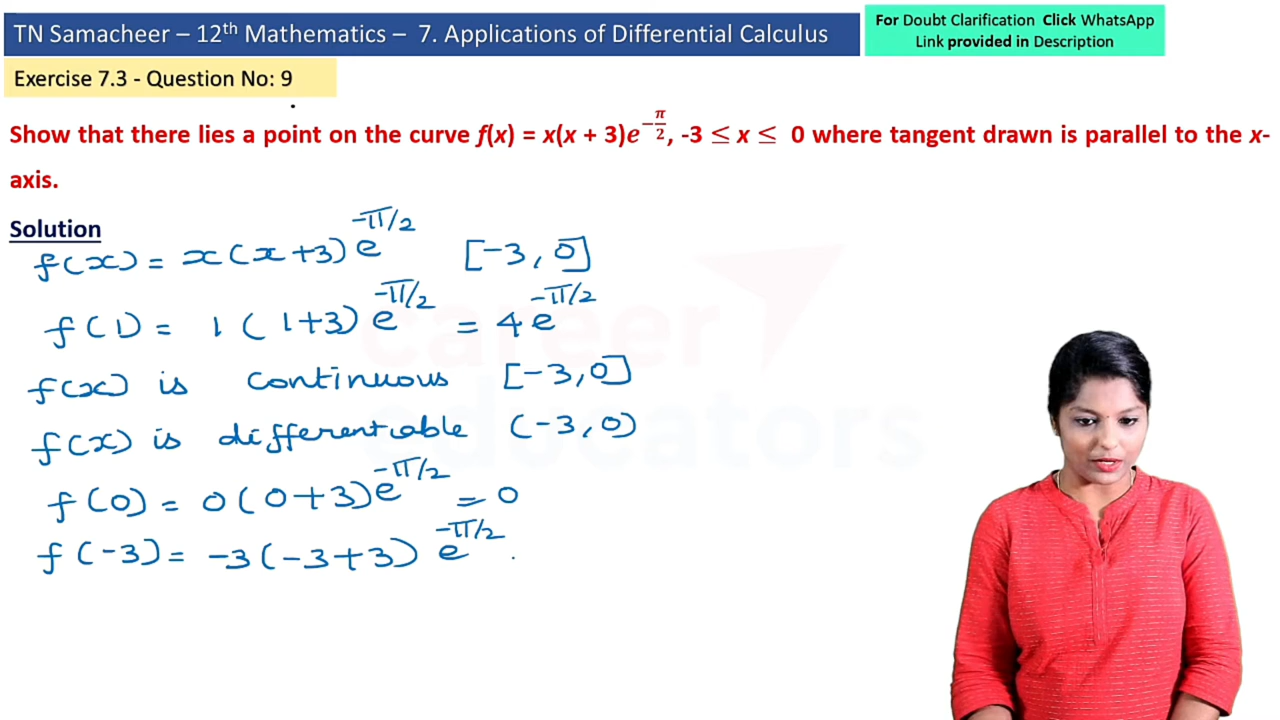 TN Samacheer – 12th Mathematics – 7. Applications of Differential Calculus
For Doubt Clarification Click WhatsApp
Link provided in Description
Exercise 7.3 - Question No: 9
Show that there lies a point on the curve f(x) = x(x + 3)e^{-π/2}, -3 ≤ x ≤ 0 where tangent drawn is parallel to the x-
axis.
Solution
f(x) = x(x+3) e^{-π/2} [-3, 0]
f(1) = 1(1+3) e^{-π/2} = 4e^{-π/2}
f(x) is continuous [-3, 0]
f(x) is differentiable (-3, 0)
f(0) = 0(0+3)e^{-π/2} = 0
f(-3) = -3(-3+3) e^{-π/2}
career
educators